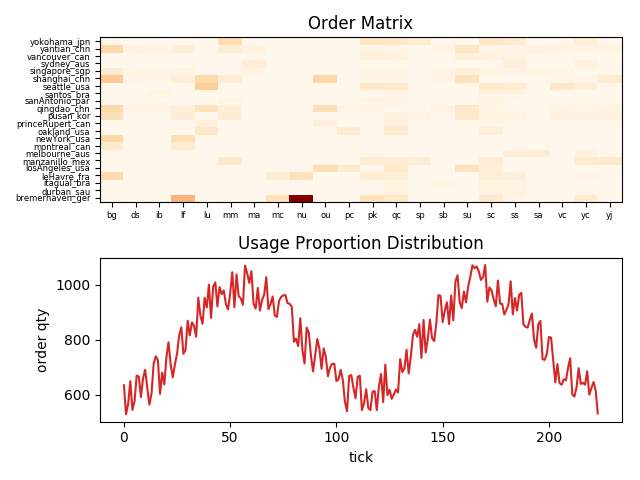 Order Matrix
yokohama_jpn
yantian_chn
vancouver_can
sydney_aus
singapore_sgp
shanghai_chn
seattle_usa
santos_bra
sanAntonio_par
qingdao_chn
pusan_kor
princeRupert_can
oakland_usa
newYork_usa
montreal_can
melbourne_aus
manzanillo_mex
losAngeles_usa
leHavre_fra
itagual_bra
durban_sau
bremerhaven_ger
bg ds ib lf lu mm ma mc nu ou pc pk qc sp sb su sc ss sa vc yc yj
Usage Proportion Distribution
order qty
1000
800
600
0 50 100 150 200
tick